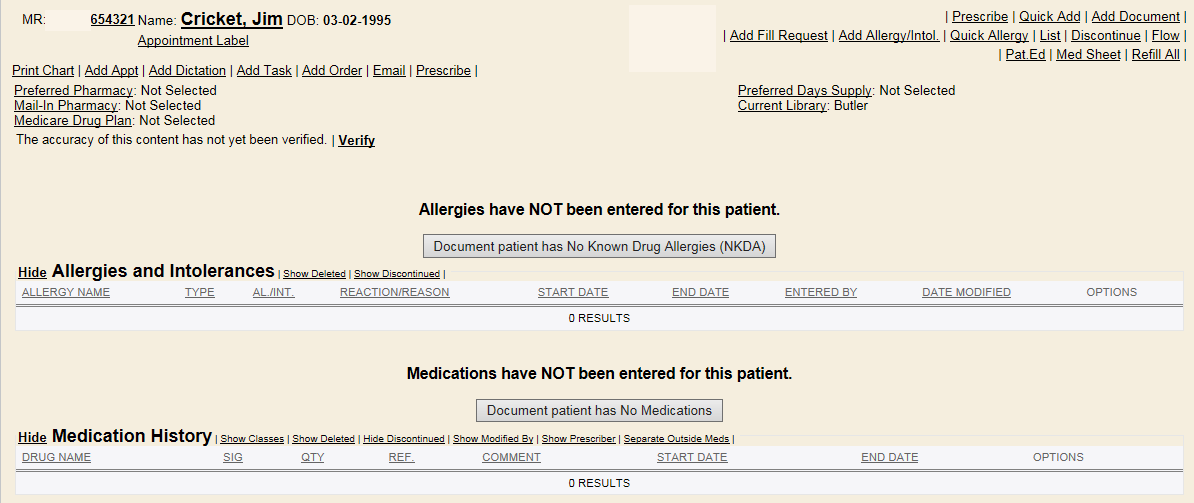 MR: 654321 Name: Cricket, Jim DOB: 03-02-1995
Appointment Label
| Prescribe | Quick Add | Add Document |
| Add Fill Request | Add Allergy/Intol. | Quick Allergy | List | Discontinue | Flow |
| Pat.Ed | Med Sheet | Refill All |
Print Chart | Add Appt | Add Dictation | Add Task | Add Order | Email | Prescribe |
Preferred Pharmacy: Not Selected
Mail-In Pharmacy: Not Selected
Medicare Drug Plan: Not Selected
Preferred Days Supply: Not Selected
Current Library: Butler
The accuracy of this content has not yet been verified. | Verify
Allergies have NOT been entered for this patient.
Document patient has No Known Drug Allergies (NKDA)
Hide Allergies and Intolerances | Show Deleted | Show Discontinued |
ALLERGY NAME TYPE AL./INT. REACTION/REASON START DATE END DATE ENTERED BY DATE MODIFIED OPTIONS
0 RESULTS
Medications have NOT been entered for this patient.
Document patient has No Medications
Hide Medication History | Show Classes | Show Deleted | Hide Discontinued | Show Modified By | Show Prescriber | Separate Outside Meds |
DRUG NAME SIG QTY REF. COMMENT START DATE END DATE OPTIONS
0 RESULTS